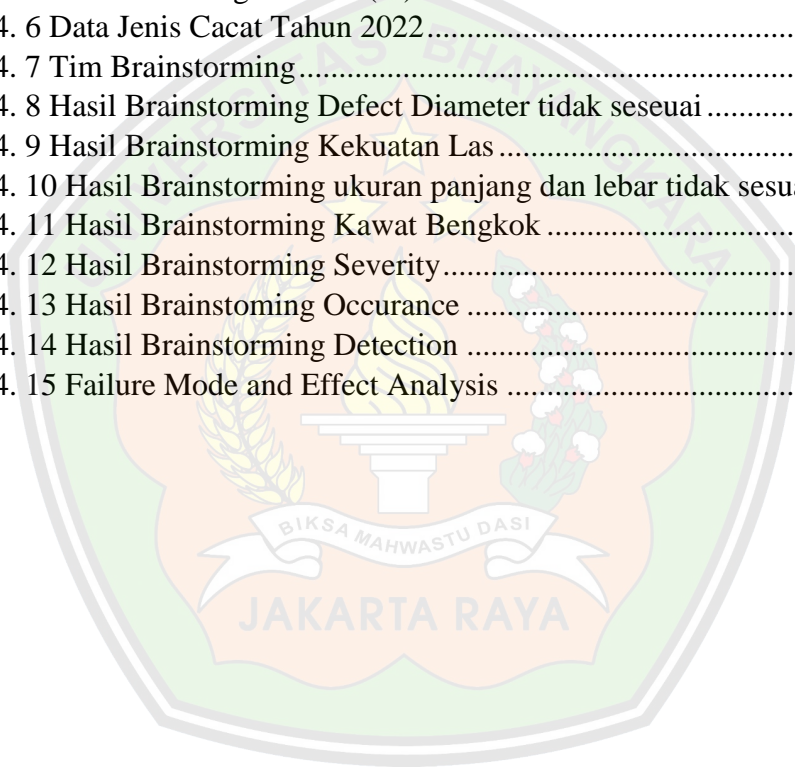 4. 6 Data Jenis Cacat Tahun 2022
4. 7 Tim Brainstorming
4. 8 Hasil Brainstorming Defect Diameter tidak seseuai
4. 9 Hasil Brainstorming Kekuatan Las
4. 10 Hasil Brainstorming ukuran panjang dan lebar tidak
4. 11 Hasil Brainstorming Kawat Bengkok
4. 12 Hasil Brainstorming Severity
4. 13 Hasil Brainstoming Occurance
4. 14 Hasil Brainstorming Detection
4. 15 Failure Mode and Effect Analysis
UNIVERSITAS BHAYANGKARA
BIKSA MAHWASTU DASI
JAKARTA RAYA